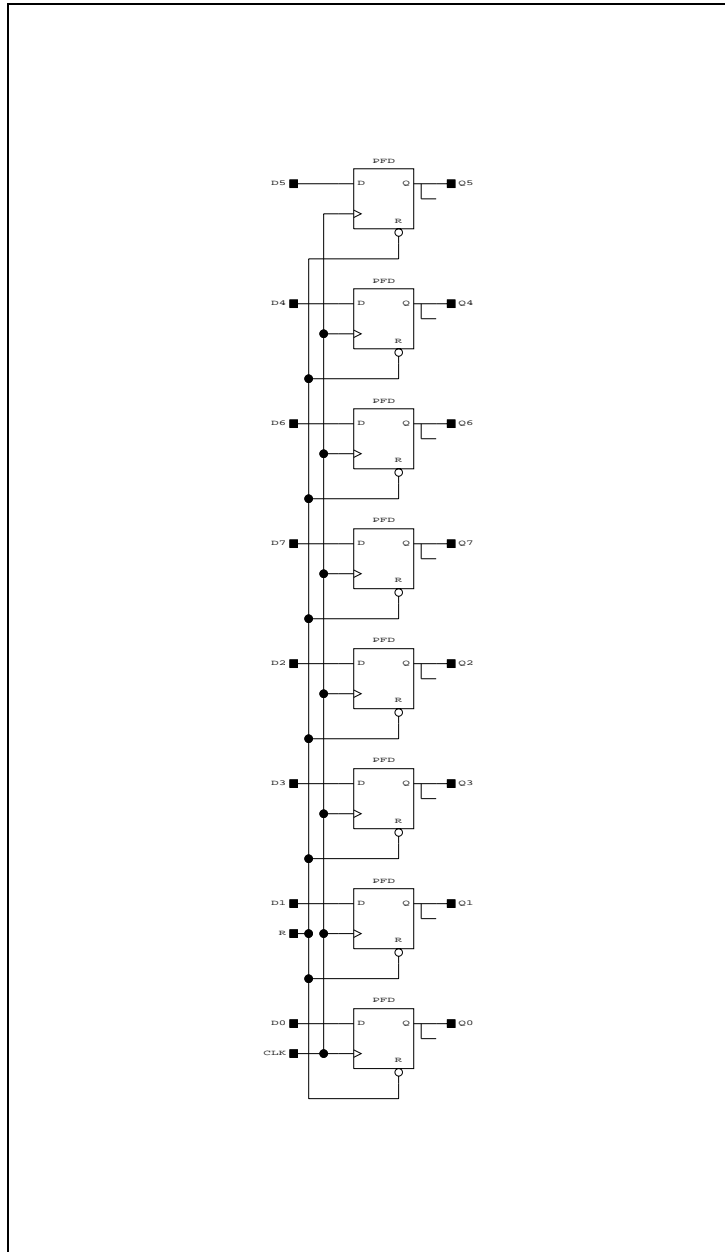 PFD
D5 D Q Q5
R
PFD
D4 D Q Q4
R
PFD
D6 D Q Q6
R
PFD
D7 D Q Q7
R
PFD
D2 D Q Q2
R
PFD
D3 D Q Q3
R
PFD
D1 D Q Q1
R R
PFD
D0 D Q Q0
CLK R